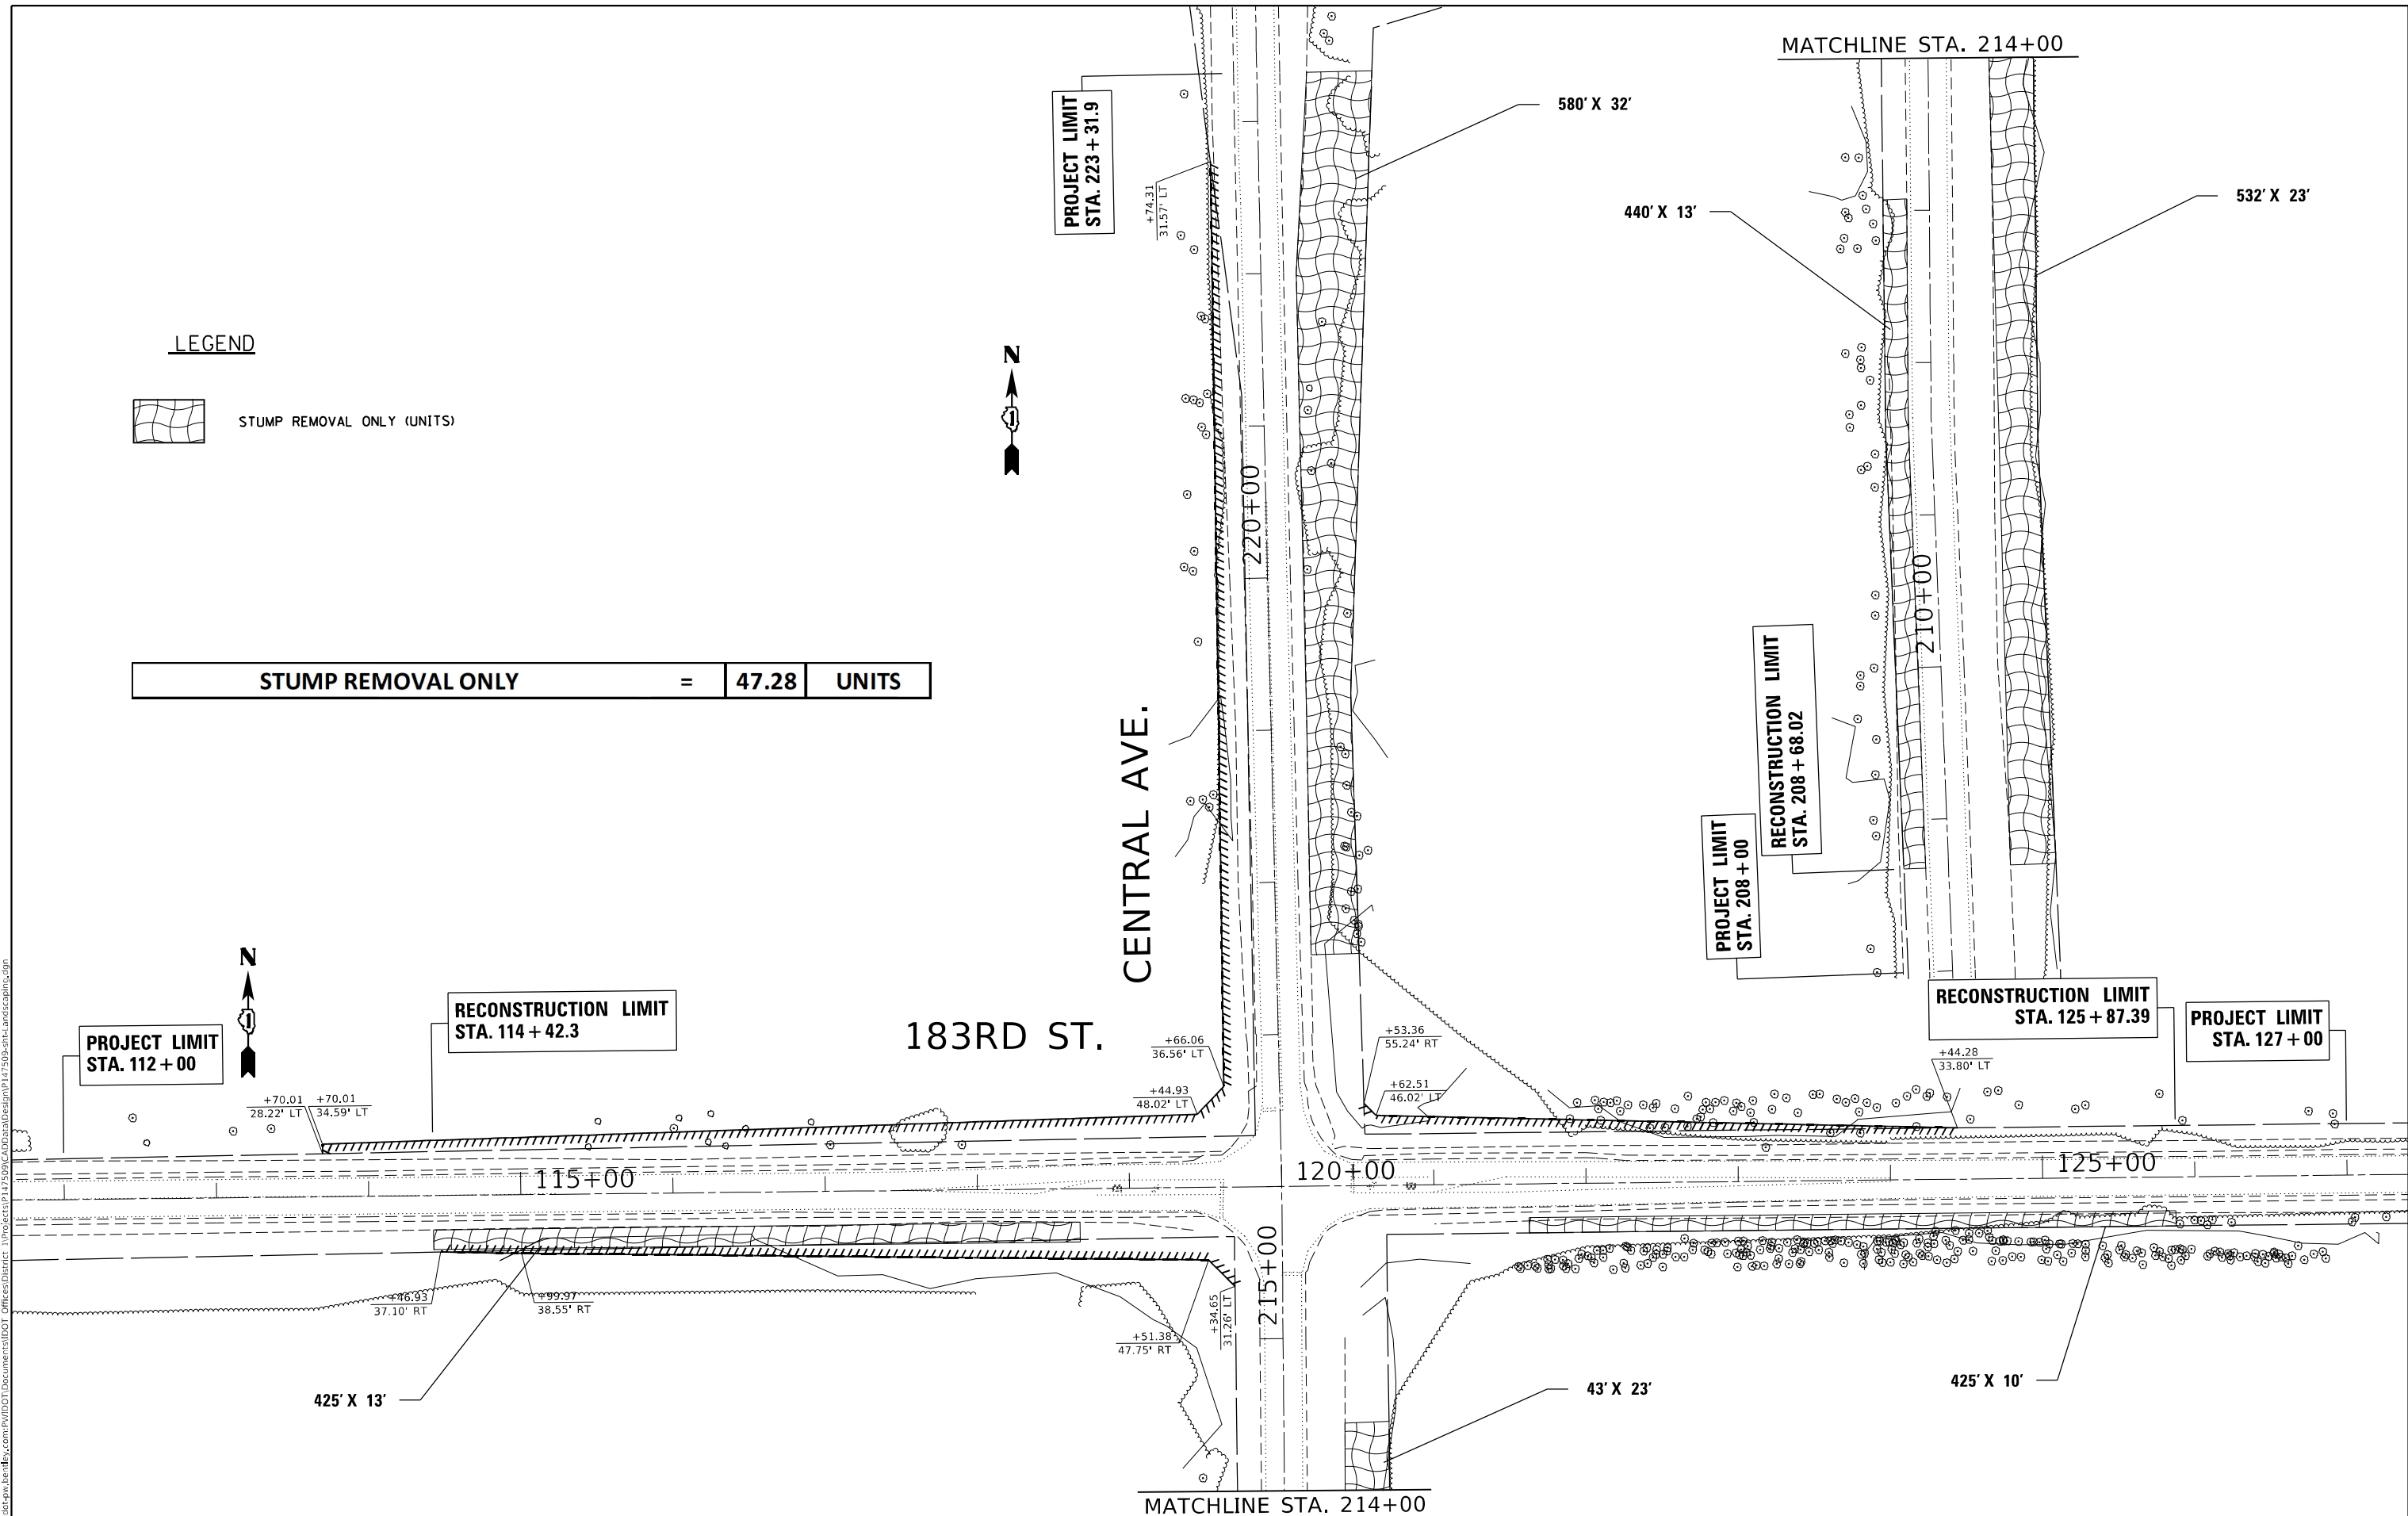 MATCHLINE STA. 214+00
PROJECT LIMIT
STA. 223+31.9
580' X 32'
+74.31
31.57' LT
440' X 13'
532' X 23'
LEGEND
STUMP REMOVAL ONLY (UNITS)
N
1
220+00
210+00
STUMP REMOVAL ONLY = 47.28 UNITS
RECONSTRUCTION LIMIT
STA. 208+68.02
PROJECT LIMIT
STA. 208+00
CENTRAL AVE.
N
1
PROJECT LIMIT
STA. 112+00
RECONSTRUCTION LIMIT
STA. 114+42.3
183RD ST.
RECONSTRUCTION LIMIT
STA. 125+87.39
PROJECT LIMIT
STA. 127+00
+66.06
36.56' LT
+53.36
55.24' RT
+44.28
33.80' LT
+70.01
28.22' LT
+70.01
34.59' LT
+44.93
48.02' LT
+62.51
46.02' LT
115+00
120+00
125+00
+46.93
37.10' RT
+99.97
38.55' RT
+51.38
47.75' RT
+34.65
31.26' LT
215+00
425' X 13'
43' X 23'
425' X 10'
MATCHLINE STA. 214+00